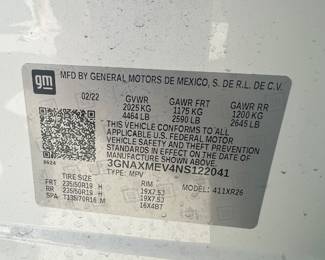 gm
MFD BY GENERAL MOTORS DE MEXICO, S. DE R.L. DE C.V.
02/22 GVWR GAWR FRT GAWR RR
2025 KG 1175 KG 1200 KG
4464 LB 2590 LB 2645 LB
THIS VEHICLE CONFORMS TO ALL
APPLICABLE U.S. FEDERAL MOTOR
VEHICLE SAFETY AND THEFT
PREVENTION STANDARDS IN EFFECT
ON THE DATE OF MANUFACTURE
SHOWN ABOVE.
3GNAXMEV4NS122041
TYPE: MPV
TIRE SIZE RIM MODEL: 411XR26
FRT 235/50R19 H 19X7.5J
RR 235/50R19 H 19X7.5J
SPA T135/70R16 M 16X4BT